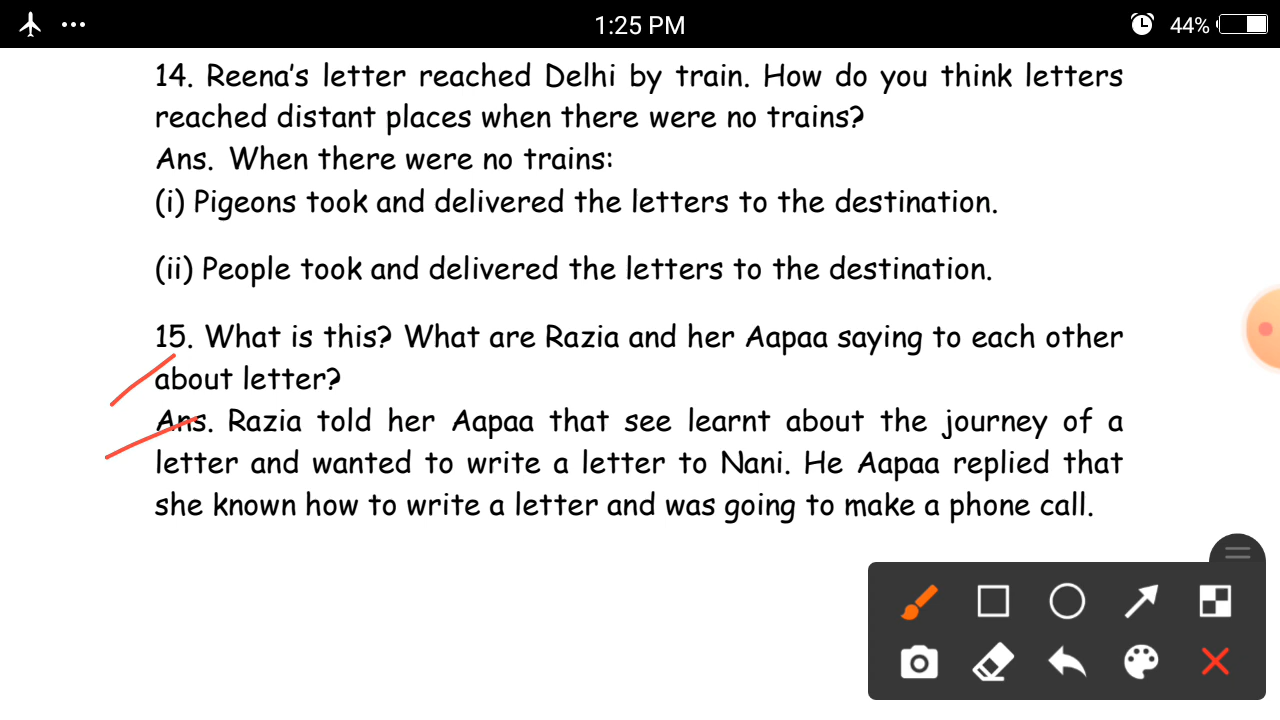 1:25 PM
44%
14. Reena's letter reached Delhi by train. How do you think letters
reached distant places when there were no trains?
Ans. When there were no trains:
(i) Pigeons took and delivered the letters to the destination.
(ii) People took and delivered the letters to the destination.
15. What is this? What are Razia and her Aapaa saying to each other
about letter?
Ans. Razia told her Aapaa that see learnt about the journey of a
letter and wanted to write a letter to Nani. He Aapaa replied that
she known how to write a letter and was going to make a phone call.